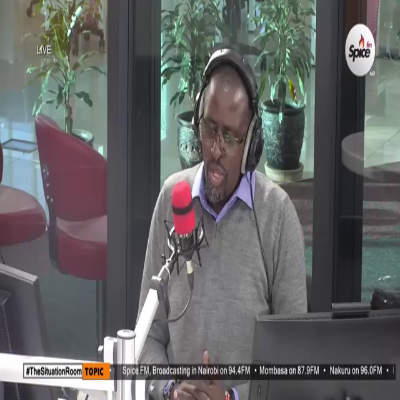 LIVE
Spice fm
#TheSituationRoom TOPIC Spice FM, Broadcasting in Nairobi on 94.4FM • Mombasa on 87.9FM • Nakuru on 96.0FM •